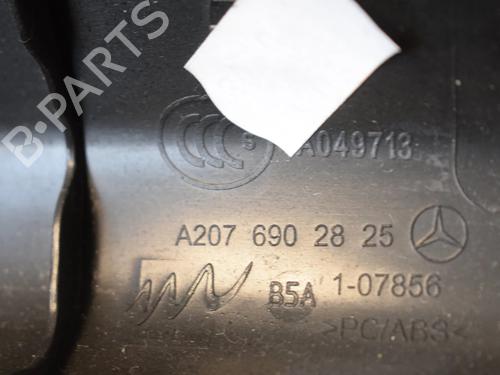 B-PARTS
S A049713
A207 690 28 25
B5A 1-07856
>PC/ABS<